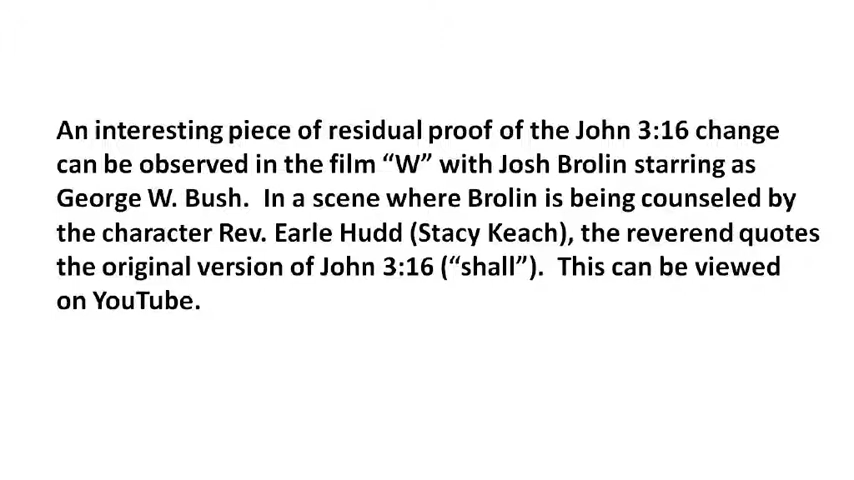 An interesting piece of residual proof of the John 3:16 change
can be observed in the film “W” with Josh Brolin starring as
George W. Bush.  In a scene where Brolin is being counseled by
the character Rev. Earle Hudd (Stacy Keach), the reverend quotes
the original version of John 3:16 (“shall”).  This can be viewed
on YouTube.